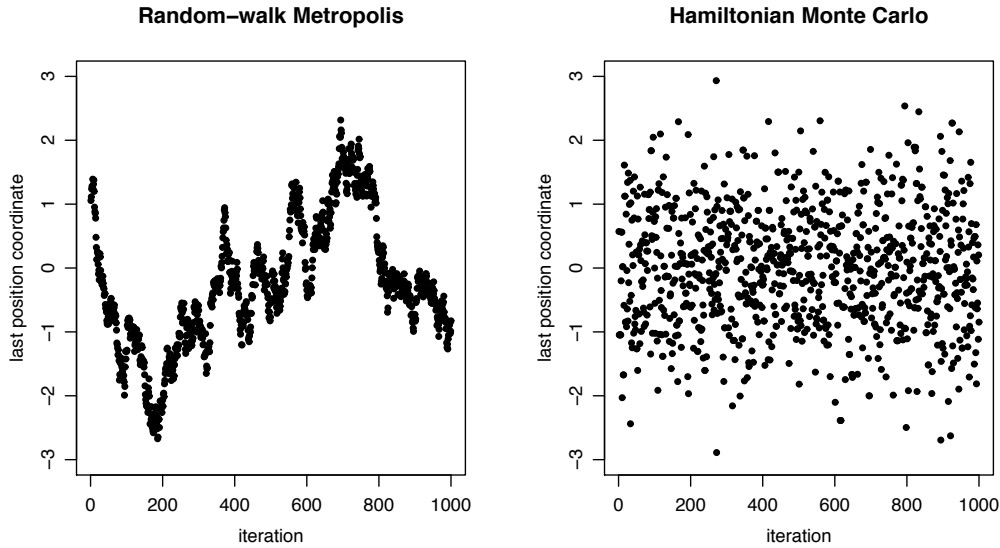 Random−walk Metropolis
last position coordinate
3
2
1
0
−1
−2
−3
0 200 400 600 800 1000
iteration
Hamiltonian Monte Carlo
last position coordinate
3
2
1
0
−1
−2
−3
0 200 400 600 800 1000
iteration